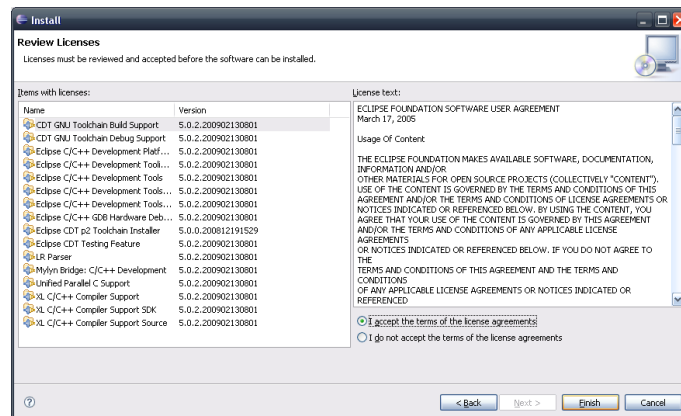 Install
Review Licenses
Licenses must be reviewed and accepted before the software can be installed.
Items with licenses:
Name Version
CDT GNU Toolchain Build Support 5.0.2.200902130801
CDT GNU Toolchain Debug Support 5.0.2.200902130801
Eclipse C/C++ Development Platf... 5.0.2.200902130801
Eclipse C/C++ Development Tooli... 5.0.2.200902130801
Eclipse C/C++ Development Tools 5.0.2.200902130801
Eclipse C/C++ Development Tools... 5.0.2.200902130801
Eclipse C/C++ Development Tools... 5.0.2.200902130801
Eclipse C/C++ GDB Hardware Deb... 5.0.2.200902130801
Eclipse CDT p2 Toolchain Installer 5.0.0.200812191529
Eclipse CDT Testing Feature 5.0.2.200902130801
LR Parser 5.0.2.200902130801
Mylyn Bridge: C/C++ Development 5.0.2.200902130801
Unified Parallel C Support 5.0.2.200902130801
XL C/C++ Compiler Support 5.0.2.200902130801
XL C/C++ Compiler Support SDK 5.0.2.200902130801
XL C/C++ Compiler Support Source 5.0.2.200902130801
License text:
ECLIPSE FOUNDATION SOFTWARE USER AGREEMENT
March 17, 2005
Usage Of Content
THE ECLIPSE FOUNDATION MAKES AVAILABLE SOFTWARE, DOCUMENTATION,
INFORMATION AND/OR
OTHER MATERIALS FOR OPEN SOURCE PROJECTS (COLLECTIVELY "CONTENT").
USE OF THE CONTENT IS GOVERNED BY THE TERMS AND CONDITIONS OF THIS
AGREEMENT AND/OR THE TERMS AND CONDITIONS OF LICENSE AGREEMENTS OR
NOTICES INDICATED OR REFERENCED BELOW. BY USING THE CONTENT, YOU
AGREE THAT YOUR USE OF THE CONTENT IS GOVERNED BY THIS AGREEMENT
AND/OR THE TERMS AND CONDITIONS OF ANY APPLICABLE LICENSE
AGREEMENTS
OR NOTICES INDICATED OR REFERENCED BELOW. IF YOU DO NOT AGREE TO
THE
TERMS AND CONDITIONS OF THIS AGREEMENT AND THE TERMS AND
CONDITIONS
OF ANY APPLICABLE LICENSE AGREEMENTS OR NOTICES INDICATED OR
REFERENCED
I accept the terms of the license agreements
I do not accept the terms of the license agreements
< Back Next > Finish Cancel